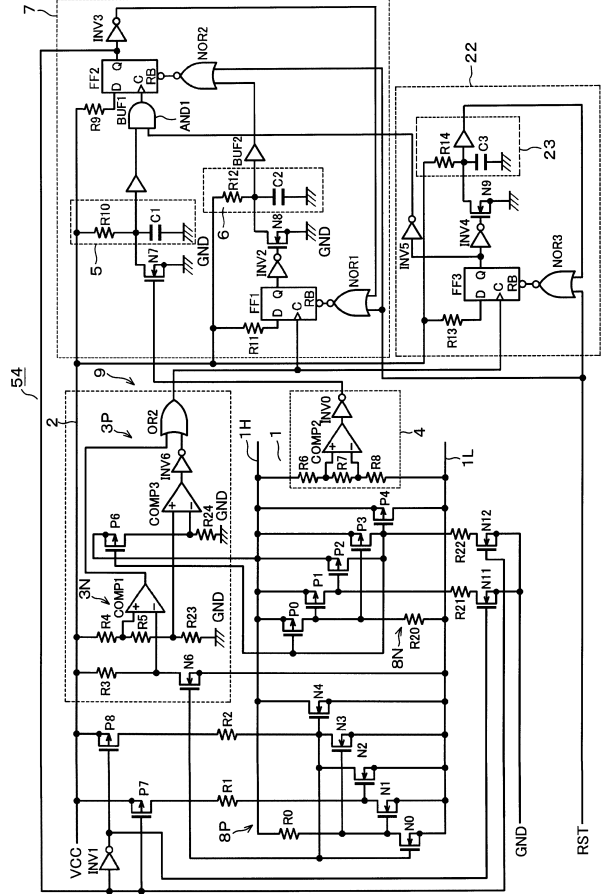 54
7
INV3
FF2
D
Q
C
RB
R9
BUF1
AND1
NOR2
R10
C1
5
N7
GND
BUF2
R12
C2
6
N8
INV2
GND
FF1
D
Q
C
RB
R11
NOR1
22
R14
C3
23
N9
INV4
INV5
FF3
D
Q
C
RB
R13
NOR3
9
2
3P
OR2
INV6
COMP3
+
−
P6
R24
GND
3N
COMP1
+
−
R4
R5
R3
R23
GND
N6
1H
1
1L
4
INV0
COMP2
+
−
R6
R7
R8
P4
P3
P2
P1
P0
8N
R20
R22
R21
N12
N11
P8
P7
R2
R1
R0
8P
N4
N3
N2
N1
N0
VCC
INV1
GND
RST